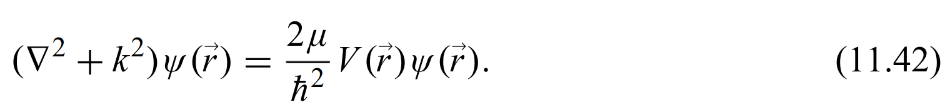 (∇² + k²)ψ(r⃗) = 2μ/ħ² V(r⃗)ψ(r⃗). (11.42)